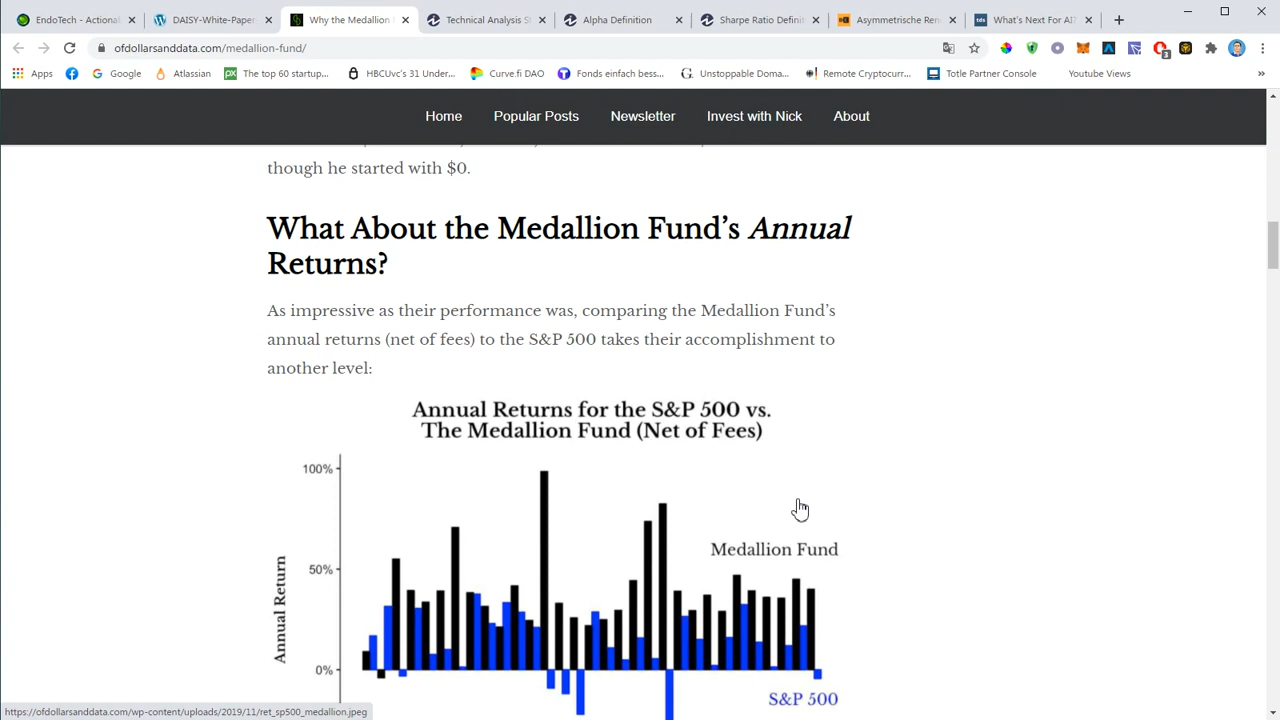 EndoTech - Actional
DAISY-White-Paper
Why the Medallion
Technical Analysis S
Alpha Definition
Sharpe Ratio Defini
Asymmetrische Ren
What's Next For AI
ofdollarsanddata.com/medallion-fund/
3
Apps
Google
Atlassian
The top 60 startup...
HBCUvc's 31 Under...
Curve.fi DAO
Fonds einfach bess...
Unstoppable Doma...
Remote Cryptocurr...
Totle Partner Console
Youtube Views
Home
Popular Posts
Newsletter
Invest with Nick
About
though he started with $0.
What About the Medallion Fund's Annual
Returns?
As impressive as their performance was, comparing the Medallion Fund's
annual returns (net of fees) to the S&P 500 takes their accomplishment to
another level:
Annual Returns for the S&P 500 vs.
The Medallion Fund (Net of Fees)
100%
50%
0%
Annual Return
Medallion Fund
S&P 500
https://ofdollarsanddata.com/wp-content/uploads/2019/11/ret_sp500_medallion.jpeg